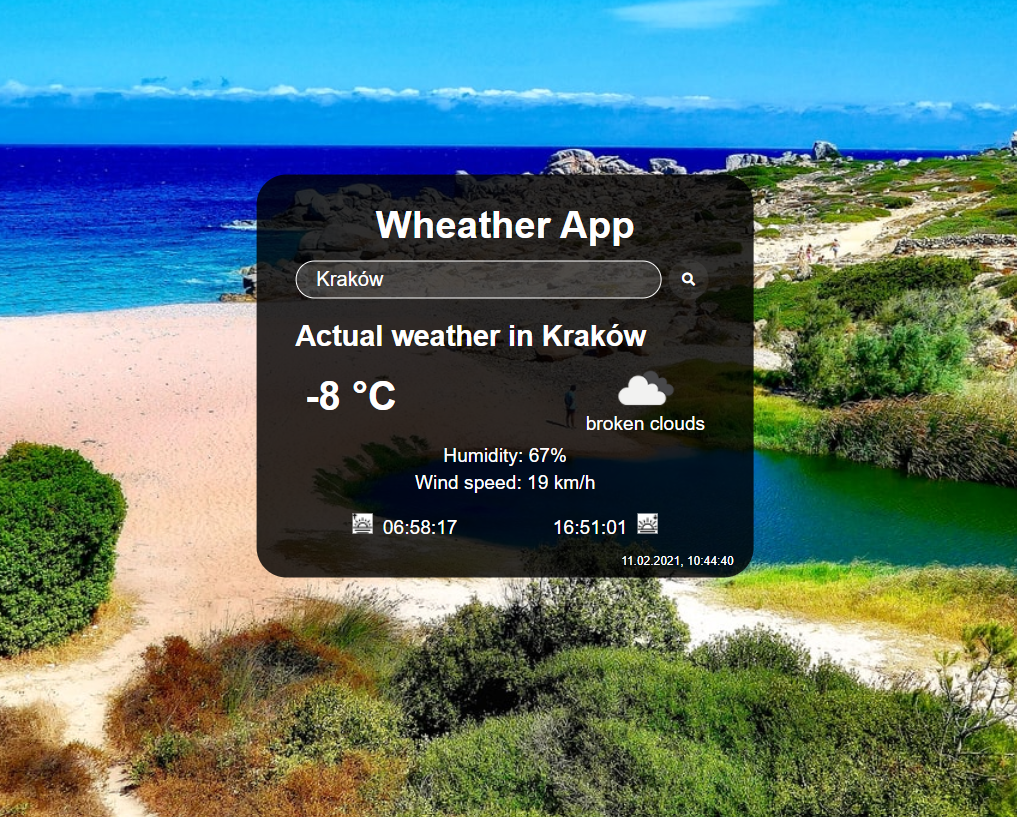 Wheather App
Kraków
Actual weather in Kraków
-8 °C
broken clouds
Humidity: 67%
Wind speed: 19 km/h
06:58:17 16:51:01
11.02.2021, 10:44:40